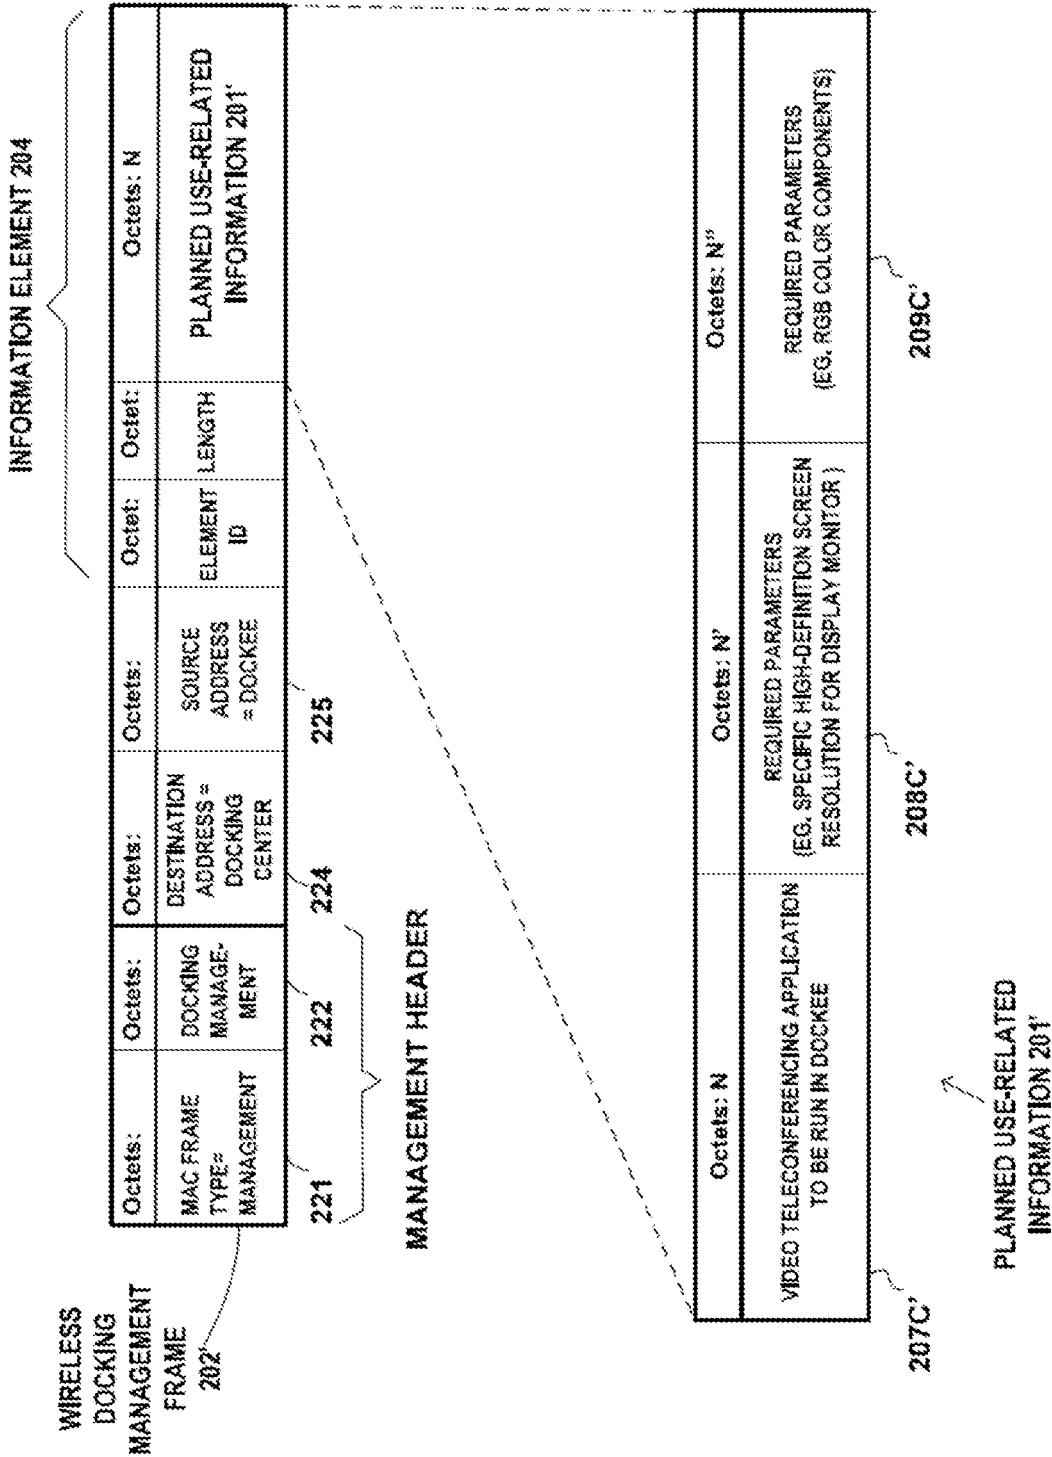 WIRELESS
DOCKING
MANAGEMENT
FRAME
202'
INFORMATION ELEMENT 204
Octets:
MAC FRAME
TYPE=
MANAGEMENT
221
Octets:
DOCKING
MANAGE-
MENT
222
MANAGEMENT HEADER
Octets:
DESTINATION
ADDRESS =
DOCKING
CENTER
224
Octets:
SOURCE
ADDRESS
= DOCKEE
225
Octet:
ELEMENT
ID
Octet:
LENGTH
Octets: N
PLANNED USE-RELATED
INFORMATION 201'
Octets: N
VIDEO TELECONFERENCING APPLICATION
TO BE RUN IN DOCKEE
207C'
Octets: N'
REQUIRED PARAMETERS
(EG. SPECIFIC HIGH-DEFINITION SCREEN
RESOLUTION FOR DISPLAY MONITOR )
208C'
Octets: N"
REQUIRED PARAMETERS
(EG. RGB COLOR COMPONENTS)
209C'
PLANNED USE-RELATED
INFORMATION 201'